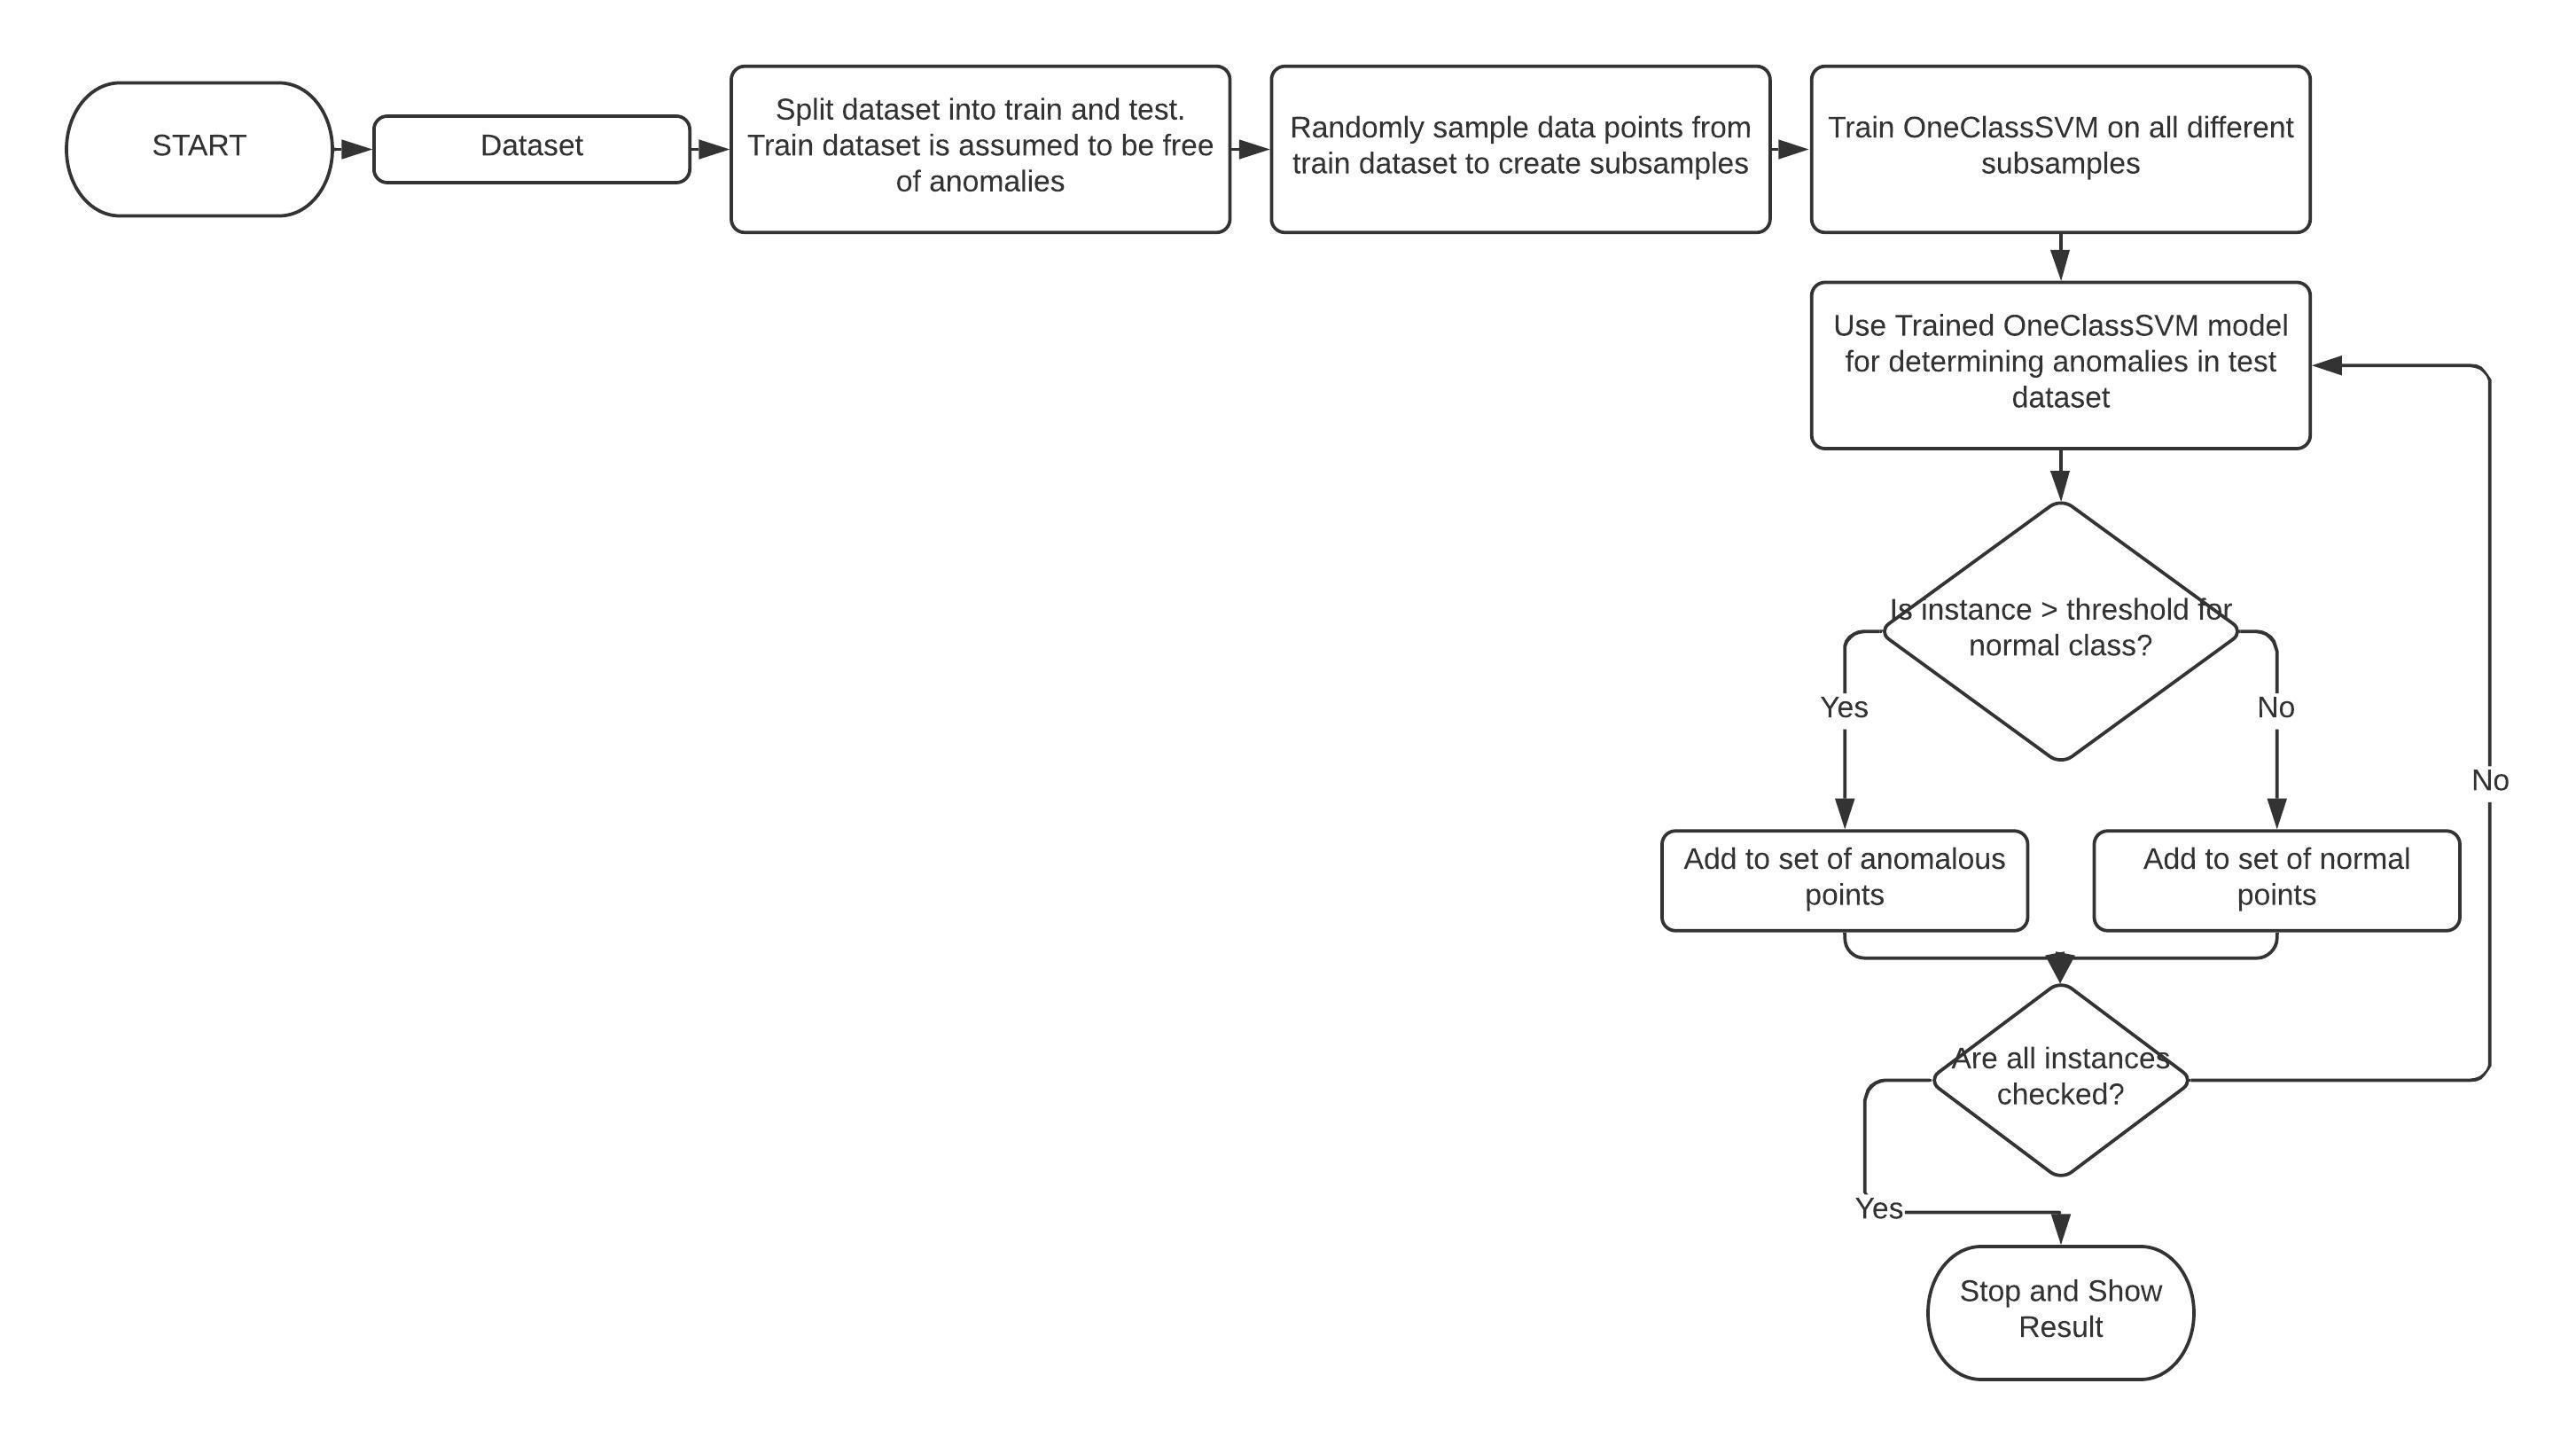 START
Dataset
Split dataset into train and test.
Train dataset is assumed to be free
of anomalies
Randomly sample data points from
train dataset to create subsamples
Train OneClassSVM on all different
subsamples
Use Trained OneClassSVM model
for determining anomalies in test
dataset
Is instance > threshold for
normal class?
Yes
No
No
Add to set of anomalous
points
Add to set of normal
points
Are all instances
checked?
Yes
Stop and Show
Result